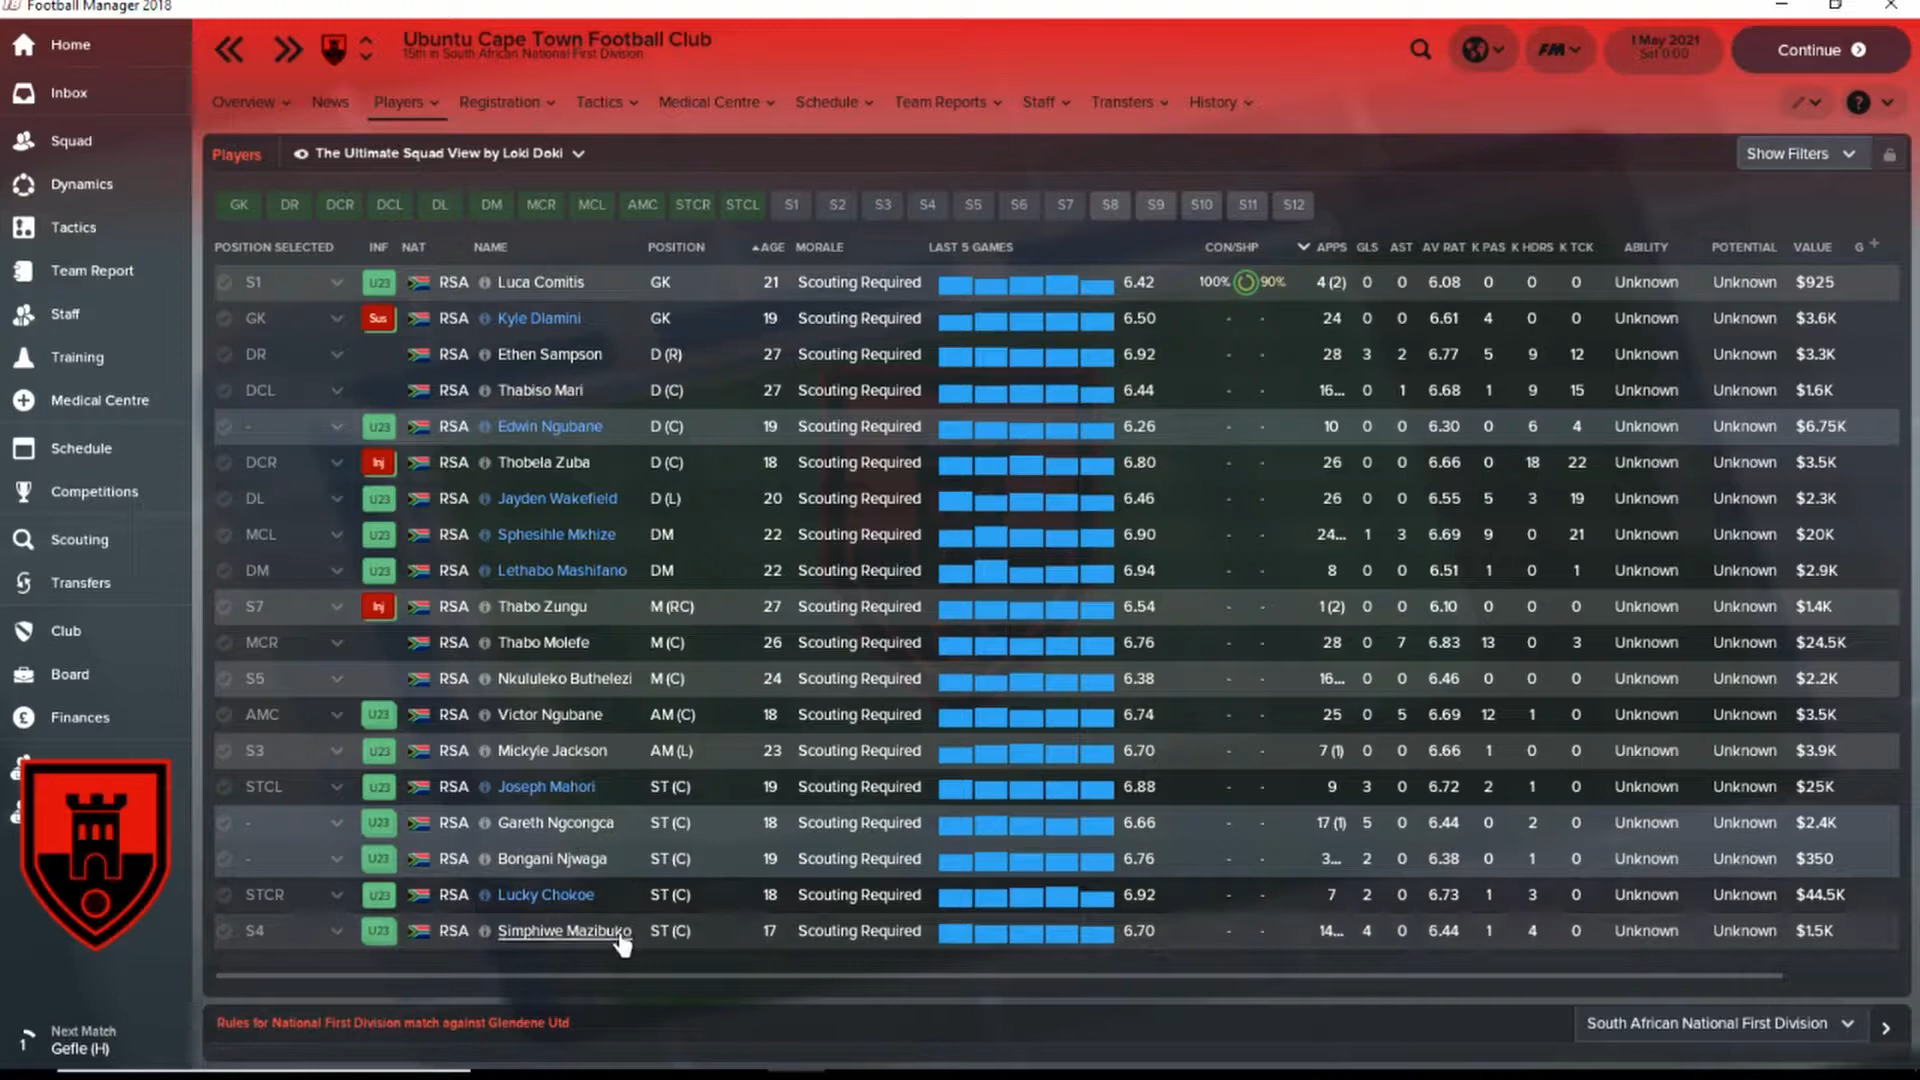 Football Manager 2018
Home
Inbox
Squad
Dynamics
Tactics
Team Report
Staff
Training
Medical Centre
Schedule
Competitions
Scouting
Transfers
Club
Board
Finances
Next Match
Gefle (H)
Ubuntu Cape Town Football Club
15th in South African National First Division
FM
1 May 2021
Sat 0:00
Continue
Overview News Players Registration Tactics Medical Centre Schedule Team Reports Staff Transfers History
Players The Ultimate Squad View by Loki Doki Show Filters
GK DR DCR DCL DL DM MCR MCL AMC STCR STCL S1 S2 S3 S4 S5 S6 S7 S8 S9 S10 S11 S12
POSITION SELECTED INF NAT NAME POSITION AGE MORALE LAST 5 GAMES CON/SHP APPS GLS AST AV RAT K PAS K HDRS K TCK ABILITY POTENTIAL VALUE G +
S1 U23 RSA Luca Comitis GK 21 Scouting Required 6.42 100% 90% 4 (2) 0 0 6.08 0 0 0 Unknown Unknown $925
GK Sus RSA Kyle Dlamini GK 19 Scouting Required 6.50 - - 24 0 0 6.61 4 0 0 Unknown Unknown $3.6K
DR RSA Ethen Sampson D (R) 27 Scouting Required 6.92 - - 28 3 2 6.77 5 9 12 Unknown Unknown $3.3K
DCL RSA Thabiso Mari D (C) 27 Scouting Required 6.44 - - 16... 0 1 6.68 1 9 15 Unknown Unknown $1.6K
- U23 RSA Edwin Ngubane D (C) 19 Scouting Required 6.26 - - 10 0 0 6.30 0 6 4 Unknown Unknown $6.75K
DCR Inj RSA Thobela Zuba D (C) 18 Scouting Required 6.80 - - 26 0 0 6.66 0 18 22 Unknown Unknown $3.5K
DL U23 RSA Jayden Wakefield D (L) 20 Scouting Required 6.46 - - 26 0 0 6.55 5 3 19 Unknown Unknown $2.3K
MCL U23 RSA Sphesihle Mkhize DM 22 Scouting Required 6.90 - - 24... 1 3 6.69 9 0 21 Unknown Unknown $20K
DM U23 RSA Lethabo Mashifano DM 22 Scouting Required 6.94 - - 8 0 0 6.51 1 0 1 Unknown Unknown $2.9K
S7 Inj RSA Thabo Zungu M (RC) 27 Scouting Required 6.54 - - 1 (2) 0 0 6.10 0 0 0 Unknown Unknown $1.4K
MCR RSA Thabo Molefe M (C) 26 Scouting Required 6.76 - - 28 0 7 6.83 13 0 3 Unknown Unknown $24.5K
S5 RSA Nkululeko Buthelezi M (C) 24 Scouting Required 6.38 - - 16... 0 0 6.46 0 0 0 Unknown Unknown $2.2K
AMC U23 RSA Victor Ngubane AM (C) 18 Scouting Required 6.74 - - 25 0 5 6.69 12 1 0 Unknown Unknown $3.5K
S3 U23 RSA Mickyle Jackson AM (L) 23 Scouting Required 6.70 - - 7 (1) 0 0 6.66 1 0 0 Unknown Unknown $3.9K
STCL U23 RSA Joseph Mahori ST (C) 19 Scouting Required 6.88 - - 9 3 0 6.72 2 1 0 Unknown Unknown $25K
- U23 RSA Gareth Ngcongca ST (C) 18 Scouting Required 6.66 - - 17 (1) 5 0 6.44 0 2 0 Unknown Unknown $2.4K
- U23 RSA Bongani Njwaga ST (C) 19 Scouting Required 6.76 - - 3... 2 0 6.38 0 1 0 Unknown Unknown $350
STCR U23 RSA Lucky Chokoe ST (C) 18 Scouting Required 6.92 - - 7 2 0 6.73 1 3 0 Unknown Unknown $44.5K
S4 U23 RSA Simphiwe Mazibuko ST (C) 17 Scouting Required 6.70 - - 14... 4 0 6.44 1 4 0 Unknown Unknown $1.5K
Rules for National First Division match against Glendene Utd South African National First Division